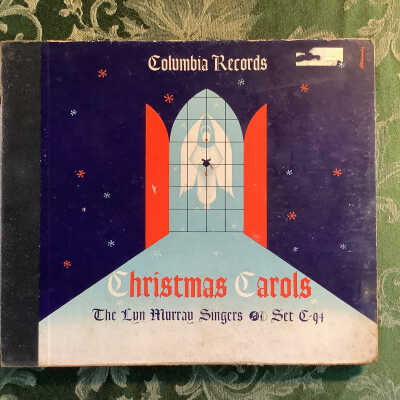 Columbia Records
Christmas Carols
The Lyn Murray Singers Set C-94